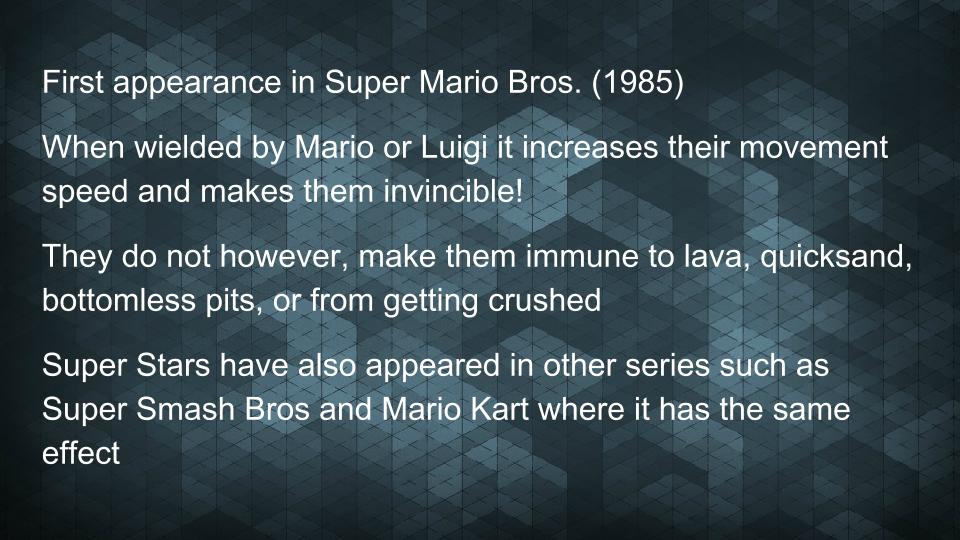 First appearance in Super Mario Bros. (1985)
When wielded by Mario or Luigi it increases their movement
speed and makes them invincible!
They do not however, make them immune to lava, quicksand,
bottomless pits, or from getting crushed
Super Stars have also appeared in other series such as
Super Smash Bros and Mario Kart where it has the same
effect